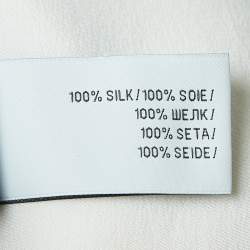 100% SILK/100% SOIE/
100% ШЕЛК/
100% SETA/
100% SEIDE/